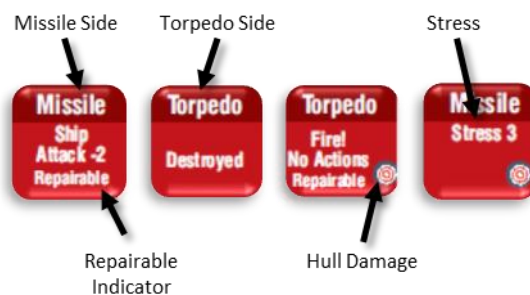 Missile Side
Torpedo Side
Stress
Missile
Ship
Attack -2
Repairable
Torpedo
Destroyed
Torpedo
Fire!
No Actions
Repairable
Missile
Stress 3
Repairable
Indicator
Hull Damage